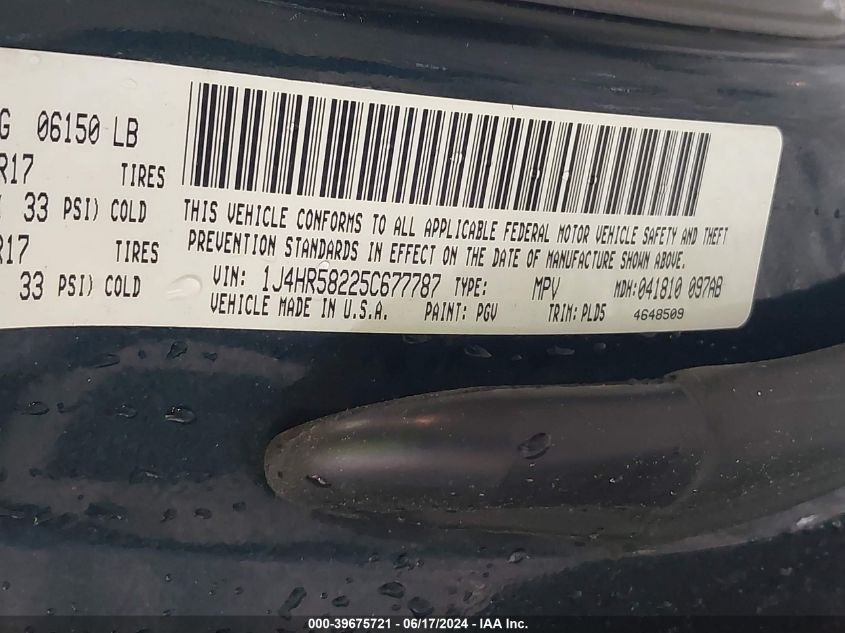 G 06150 LB
R17 TIRES
33 PSI) COLD
R17 TIRES
33 PSI) COLD
THIS VEHICLE CONFORMS TO ALL APPLICABLE FEDERAL MOTOR VEHICLE SAFETY AND THEFT
PREVENTION STANDARDS IN EFFECT ON THE DATE OF MANUFACTURE SHOWN ABOVE.
VIN: 1J4HR58225C677787 TYPE: MPV MDH: 041810 097AB
VEHICLE MADE IN U.S.A. PAINT: PGV TRIM: PLD5 4648509
000-39675721 - 06/17/2024 - IAA Inc.